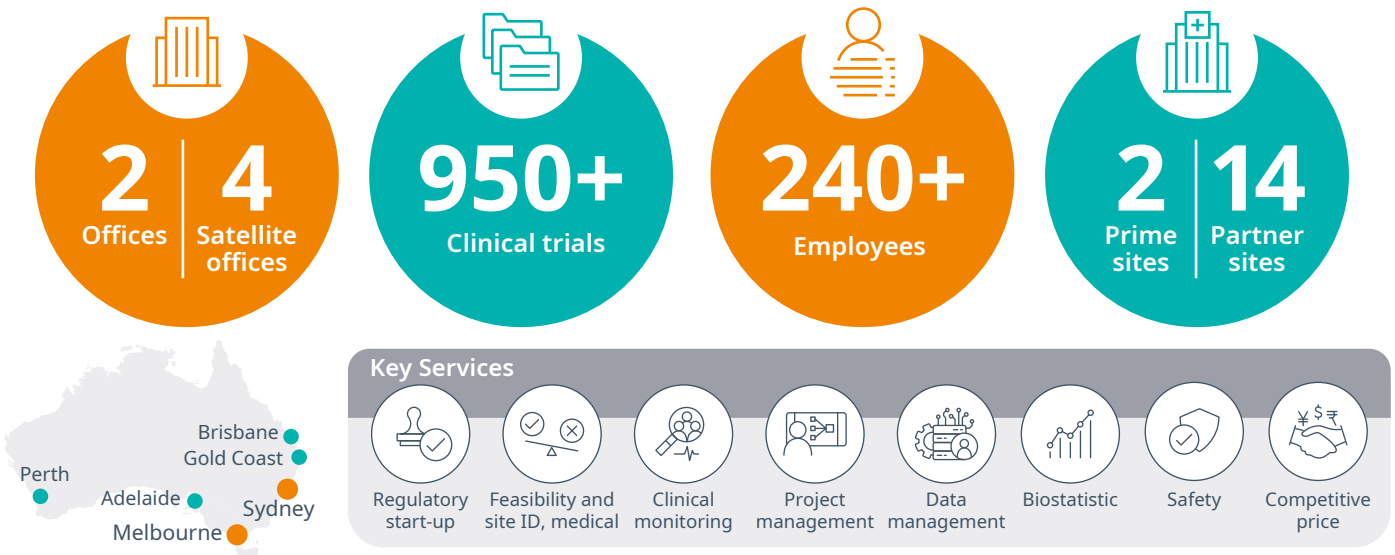 2
Offices
4
Satellite
offices
950+
Clinical trials
240+
Employees
2
Prime
sites
14
Partner
sites
Brisbane
Gold Coast
Perth
Adelaide
Sydney
Melbourne
Key Services
¥ $ ₹
Regulatory
start-up
Feasibility and
site ID, medical
Clinical
monitoring
Project
management
Data
management
Biostatistic
Safety
Competitive
price